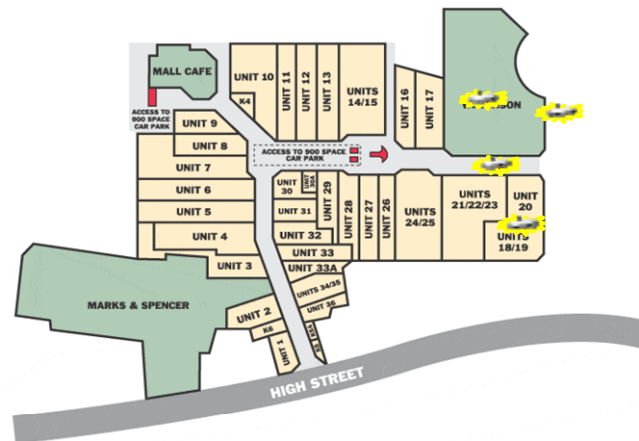 MALL CAFE
ACCESS TO
900 SPACE
CAR PARK
UNIT 10
K4
UNIT 11
UNIT 12
UNIT 13
UNITS
14/15
UNIT 16
UNIT 17
UNIT 9
UNIT 8
UNIT 7
UNIT 6
UNIT 5
UNIT 4
UNIT 3
ACCESS TO 900 SPACE
CAR PARK
UNIT
30
UNIT
30A
UNIT 29
UNIT 31
UNIT 32
UNIT 33
UNIT 33A
UNITS 34/35
UNIT 36
UNIT 28
UNIT 27
UNIT 26
UNITS
24/25
UNITS
21/22/23
UNIT
20
UNITS
18/19
MARKS & SPENCER
UNIT 2
K6
UNIT 1
HIGH STREET